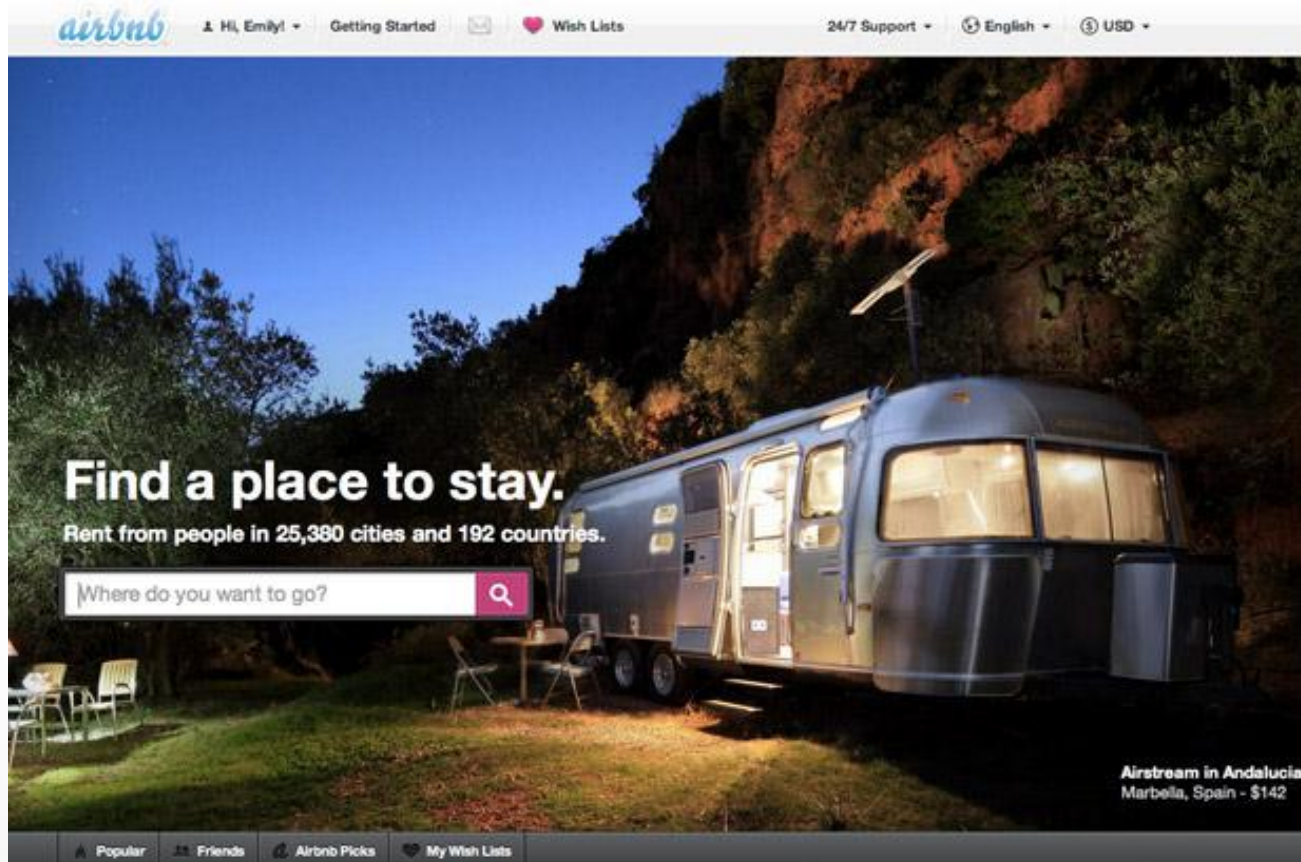 airbnb Hi, Emily! Getting Started Wish Lists 24/7 Support English $ USD
Find a place to stay.
Rent from people in 25,380 cities and 192 countries.
Where do you want to go?
Airstream in Andalucia
Marbella, Spain - $142
Popular Friends Airbnb Picks My Wish Lists